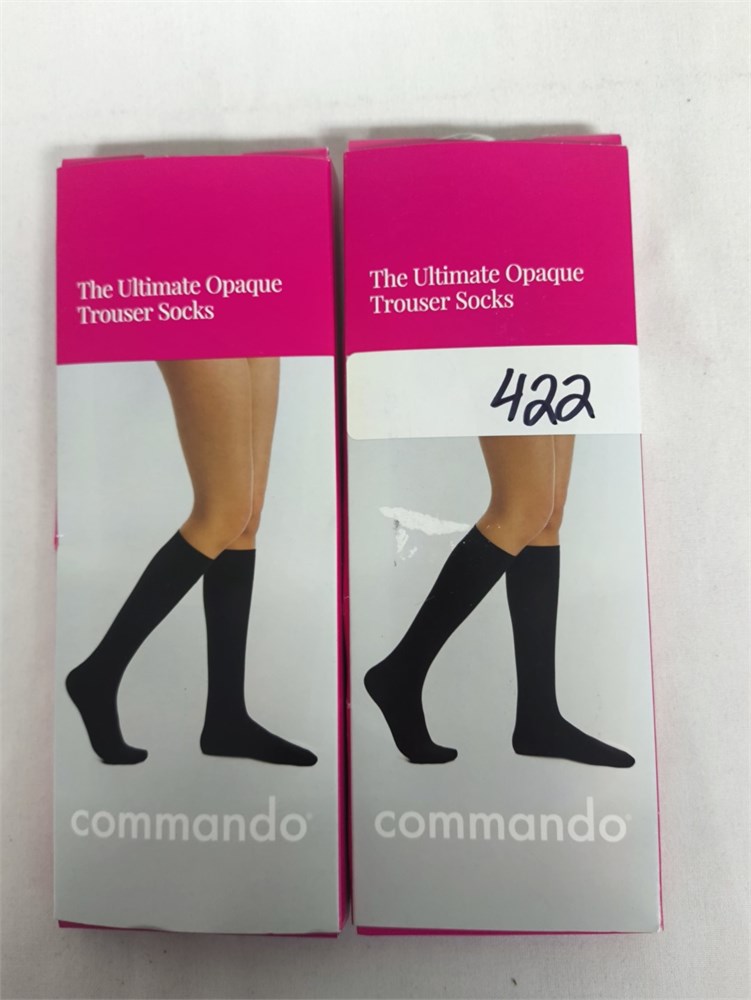 The Ultimate Opaque
Trouser Socks
commando®
The Ultimate Opaque
Trouser Socks
422
commando®